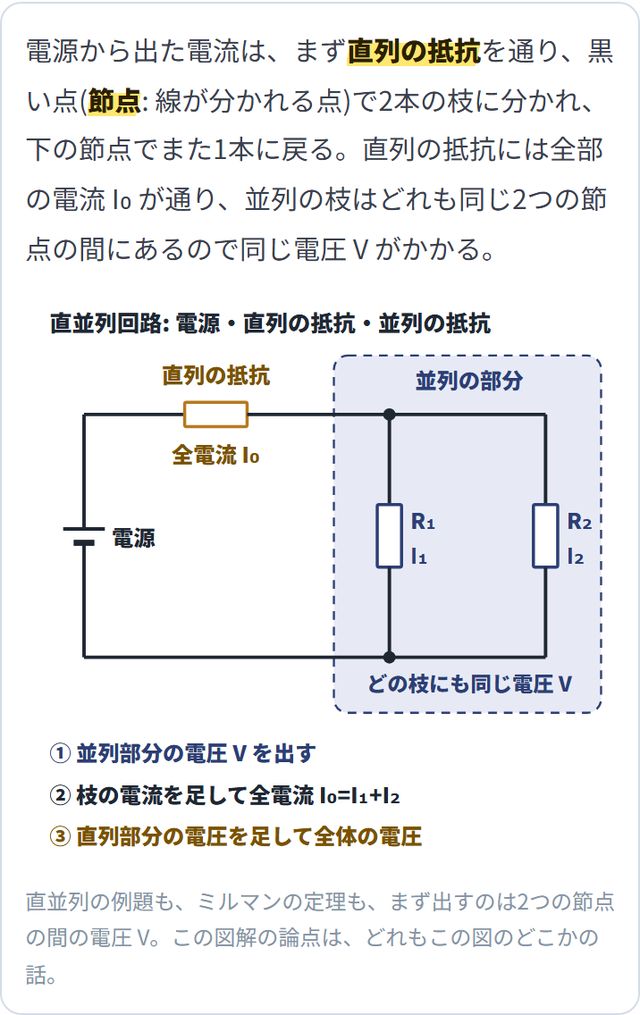 電源から出た電流は、まず直列の抵抗を通り、黒
い点(節点: 線が分かれる点)で2本の枝に分かれ、
下の節点でまた1本に戻る。直列の抵抗には全部
の電流 I₀ が通り、並列の枝はどれも同じ2つの節
点の間にあるので同じ電圧 V がかかる。
直並列回路: 電源・直列の抵抗・並列の抵抗
直列の抵抗
並列の部分
全電流 I₀
電源
R₁
I₁
R₂
I₂
どの枝にも同じ電圧 V
① 並列部分の電圧 V を出す
② 枝の電流を足して全電流 I₀=I₁+I₂
③ 直列部分の電圧を足して全体の電圧
直並列の例題も、ミルマンの定理も、まず出すのは2つの節点
の間の電圧 V。この図解の論点は、どれもこの図のどこかの
話。